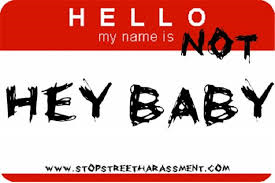 HELLO
my name is NOT
HEY BABY
WWW.STOPSTREETHARASSMENT.COM